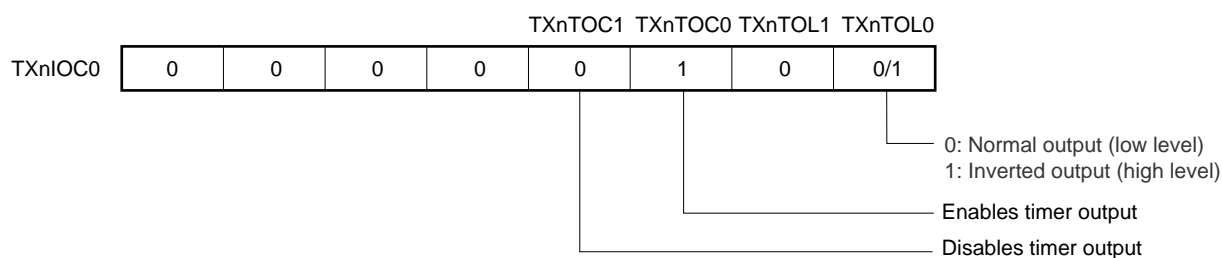 TXnTOC1 TXnTOC0 TXnTOL1 TXnTOL0
TXnIOC0 0 0 0 0 0 1 0 0/1
0: Normal output (low level)
1: Inverted output (high level)
Enables timer output
Disables timer output